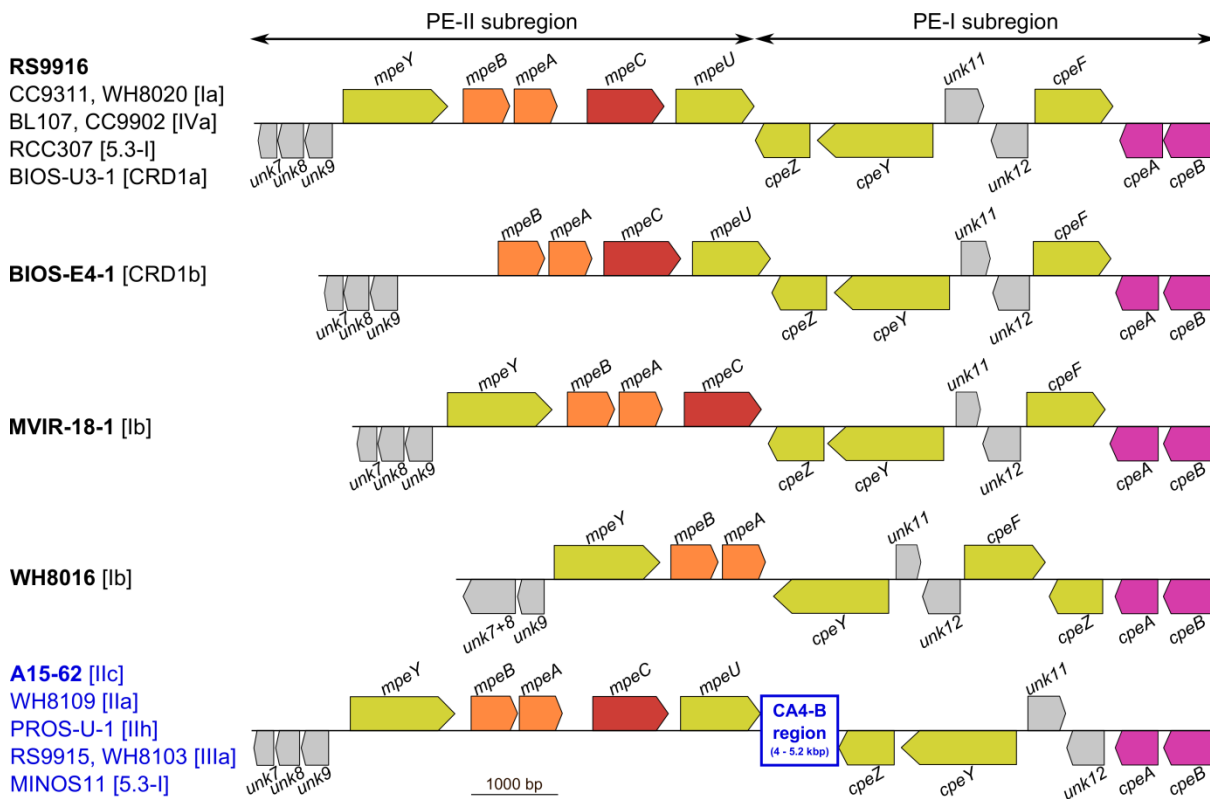 PE-II subregion PE-I subregion
RS9916
CC9311, WH8020 [Ia]
BL107, CC9902 [IVa]
RCC307 [5.3-I]
BIOS-U3-1 [CRD1a]
mpeY mpeB mpeA mpeC mpeU unk11 cpeF
unk7 unk8 unk9 cpeZ cpeY unk12 cpeA cpeB
BIOS-E4-1 [CRD1b]
mpeB mpeA mpeC mpeU unk11 cpeF
unk7 unk8 unk9 cpeZ cpeY unk12 cpeA cpeB
MVIR-18-1 [Ib]
mpeY mpeB mpeA mpeC unk11 cpeF
unk7 unk8 unk9 cpeZ cpeY unk12 cpeA cpeB
WH8016 [Ib]
mpeY mpeB mpeA unk11 cpeF
unk7+8 unk9 cpeY unk12 cpeZ cpeA cpeB
A15-62 [IIc]
WH8109 [IIa]
PROS-U-1 [IIh]
RS9915, WH8103 [IIIa]
MINOS11 [5.3-I]
mpeY mpeB mpeA mpeC mpeU unk11
CA4-B
region
(4 - 5.2 kbp)
unk7 unk8 unk9 cpeZ cpeY unk12 cpeA cpeB
1000 bp